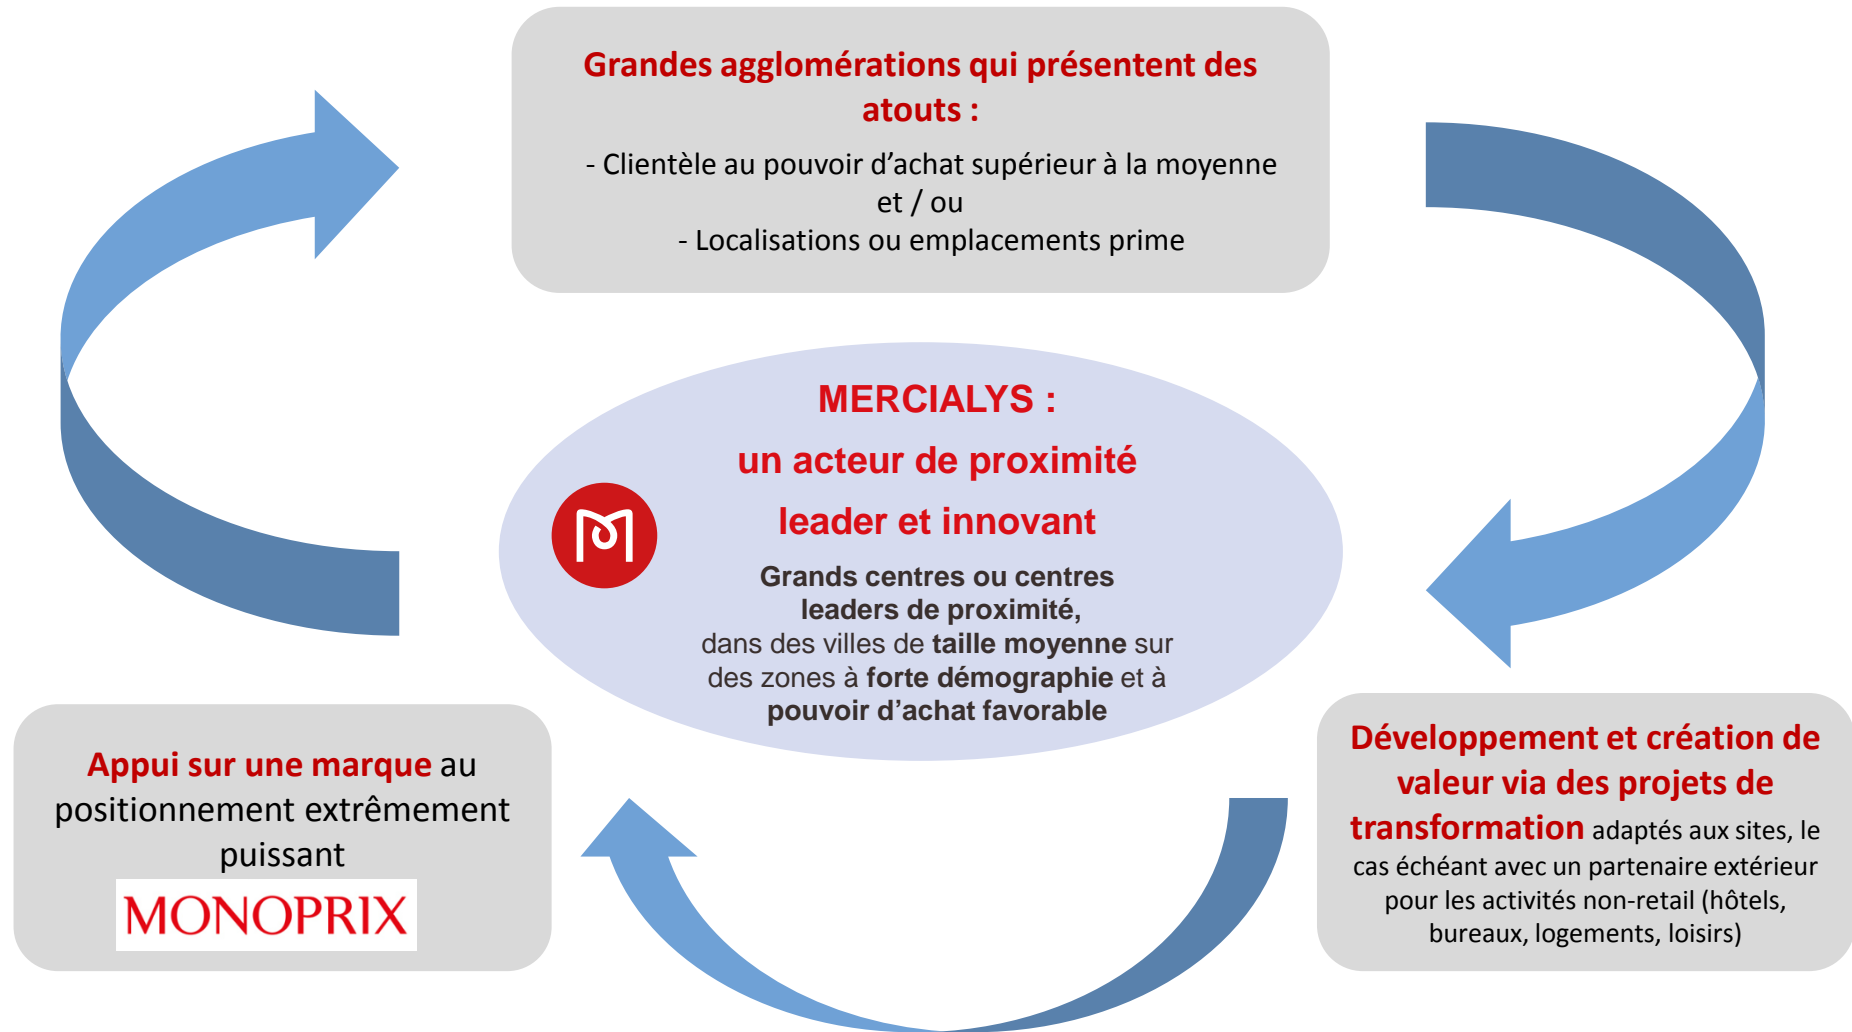 Grandes agglomérations qui présentent des
atouts :
- Clientèle au pouvoir d’achat supérieur à la moyenne
et / ou
- Localisations ou emplacements prime
MERCIALYS :
un acteur de proximité
leader et innovant
Grands centres ou centres
leaders de proximité,
dans des villes de taille moyenne sur
des zones à forte démographie et à
pouvoir d’achat favorable
Appui sur une marque au
positionnement extrêmement
puissant
MONOPRIX
Développement et création de
valeur via des projets de
transformation adaptés aux sites, le
cas échéant avec un partenaire extérieur
pour les activités non-retail (hôtels,
bureaux, logements, loisirs)